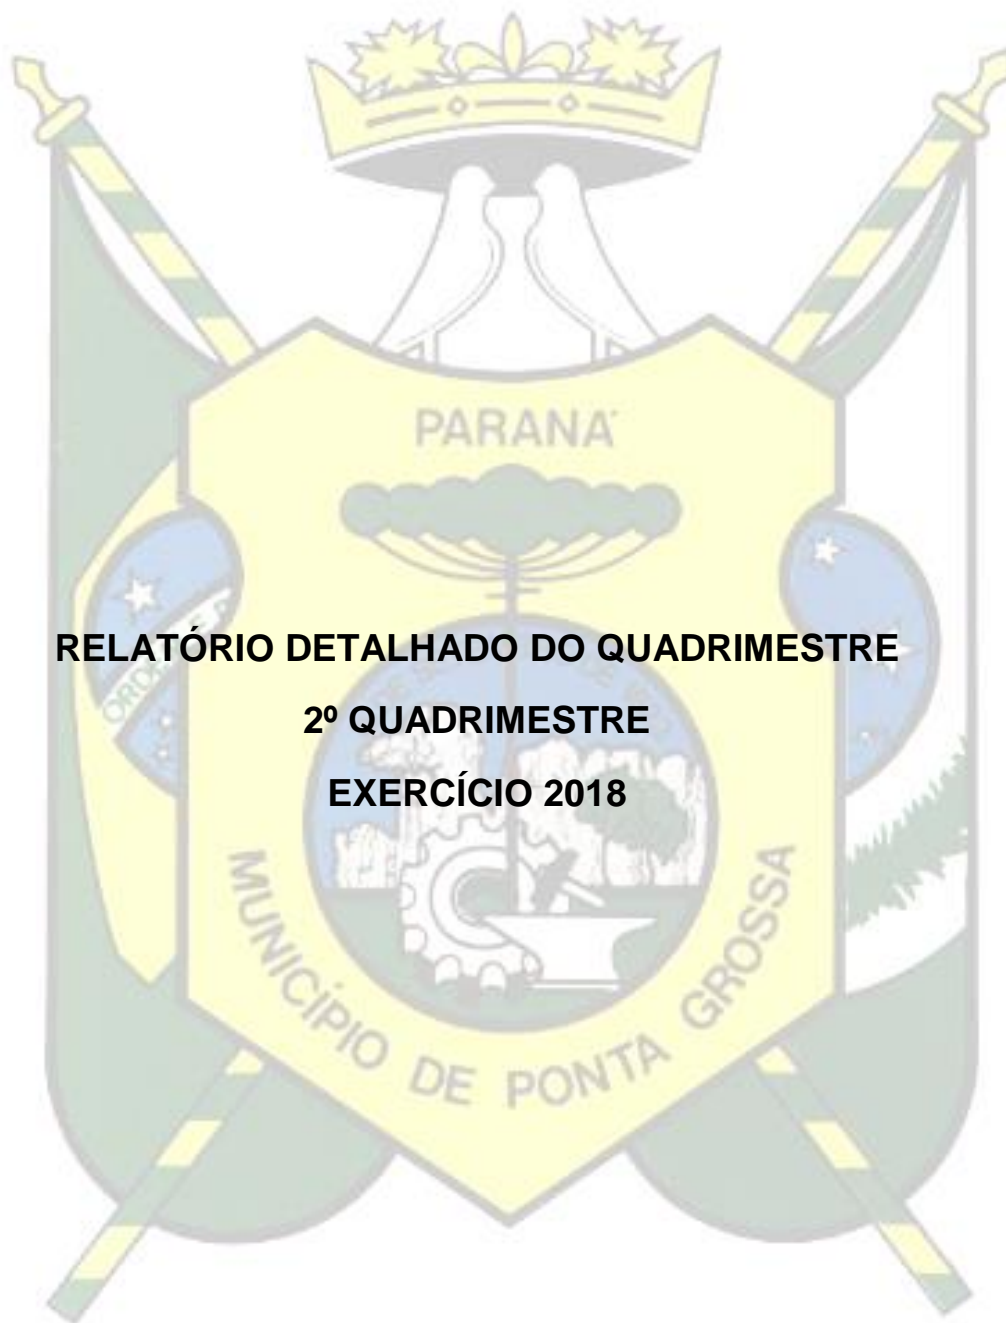 PARANÁ
RELATÓRIO DETALHADO DO QUADRIMESTRE
2º QUADRIMESTRE
EXERCÍCIO 2018
MUNICÍPIO DE PONTA GROSSA